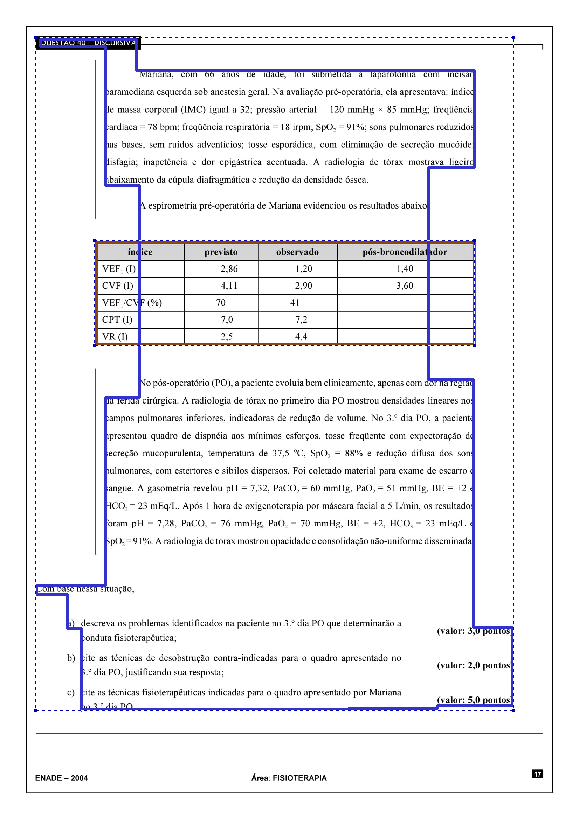 QUESTÃO 40 – DISCURSIVA
Mariana, com 66 anos de idade, foi submetida a laparotomia com incisão
paramediana esquerda sob anestesia geral. Na avaliação pré-operatória, ela apresentava: índice
de massa corporal (IMC) igual a 32; pressão arterial = 120 mmHg × 85 mmHg; freqüência
cardíaca = 78 bpm; freqüência respiratória = 18 irpm, SpO₂ = 91%; sons pulmonares reduzidos
nas bases, sem ruídos adventícios; tosse esporádica, com eliminação de secreção mucóide;
disfagia; inapetência e dor epigástrica acentuada. A radiologia de tórax mostrava ligeiro
abaixamento da cúpula diafragmática e redução da densidade óssea.
A espirometria pré-operatória de Mariana evidenciou os resultados abaixo
índice previsto observado pós-broncodilatador
VEF₁ (l) 2,86 1,20 1,40
CVF (l) 4,11 2,90 3,60
VEF₁/CVF (%) 70 41
CPT (l) 7,0 7,2
VR (l) 2,5 4,4
No pós-operatório (PO), a paciente evoluia bem clinicamente, apenas com dor na região
da ferida cirúrgica. A radiologia de tórax no primeiro dia PO mostrou densidades lineares nos
campos pulmonares inferiores, indicadoras de redução de volume. No 3.º dia PO, a paciente
apresentou quadro de dispnéia aos mínimos esforços, tosse freqüente com expectoração de
secreção mucopurulenta, temperatura de 37,5 ºC, SpO₂ = 88% e redução difusa dos sons
pulmonares, com estertores e sibilos dispersos. Foi coletado material para exame de escarro e
sangue. A gasometria revelou pH = 7,32, PaCO₂ = 60 mmHg, PaO₂ = 51 mmHg, BE = +2 e
HCO₃ = 23 mEq/L. Após 1 hora de oxigenoterapia por máscara facial a 5 L/min, os resultados
foram pH = 7,28, PaCO₂ = 76 mmHg, PaO₂ = 70 mmHg, BE = +2, HCO₃ = 23 mEq/L e
SpO₂ = 91%. A radiologia de tórax mostrou opacidade e consolidação não-uniforme disseminada
Com base nessa situação,
a) descreva os problemas identificados na paciente no 3.º dia PO que determinarão a
conduta fisioterapêutica; (valor: 3,0 pontos)
b) cite as técnicas de desobstrução contra-indicadas para o quadro apresentado no
3.º dia PO, justificando sua resposta; (valor: 2,0 pontos)
c) cite as técnicas fisioterapêuticas indicadas para o quadro apresentado por Mariana
no 3.º dia PO (valor: 5,0 pontos)
ENADE – 2004 Área: FISIOTERAPIA 17